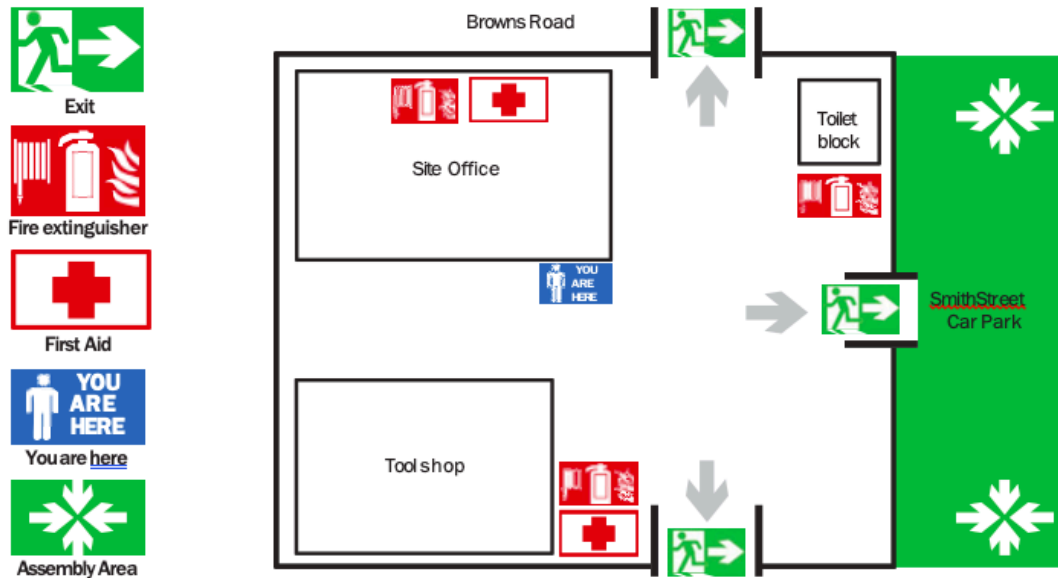 Exit
Fire extinguisher
First Aid
YOU
ARE
HERE
You are here
Assembly Area
Browns Road
Site Office
Toilet
block
YOU
ARE
HERE
SmithStreet
Car Park
Tool shop